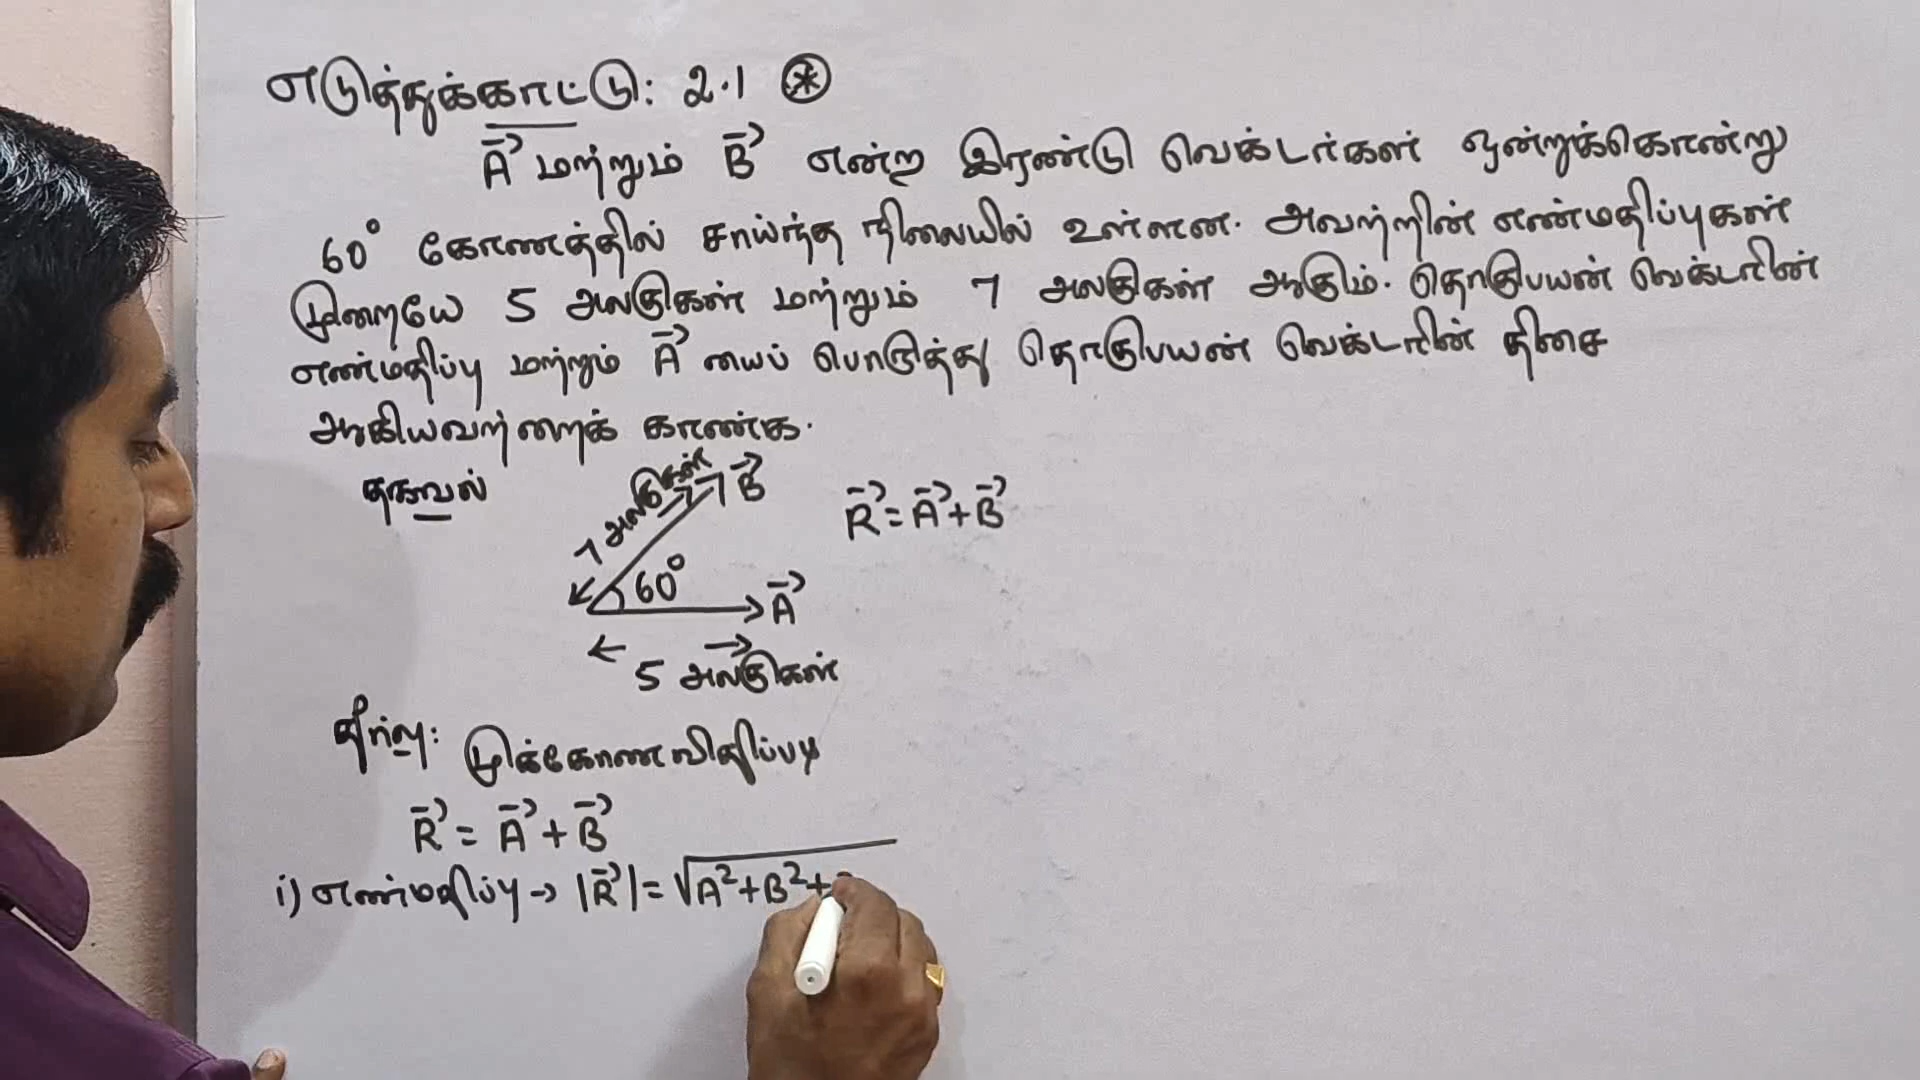 எடுத்துக்காட்டு: 2.1 ⊛
A⃗ மற்றும் B⃗ என்ற இரண்டு வெக்டர்கள் ஒன்றுக்கொன்று
60° கோணத்தில் சாய்ந்த நிலையில் உள்ளன. அவற்றின் எண்மதிப்புகள்
முறையே 5 அலகுகள் மற்றும் 7 அலகுகள் ஆகும். தொகுபயன் வெக்டரின்
எண்மதிப்பு மற்றும் A⃗ யைப் பொருத்து தொகுபயன் வெக்டரின் திசை
ஆகியவற்றைக் காண்க.
தகவல்
7 அலகுகள் B⃗
R⃗ = A⃗ + B⃗
60° A⃗
5 அலகுகள்
தீர்வு: முக்கோணவிதிப்படி
R⃗ = A⃗ + B⃗
i) எண்மதிப்பு → |R⃗| = √A²+B²+